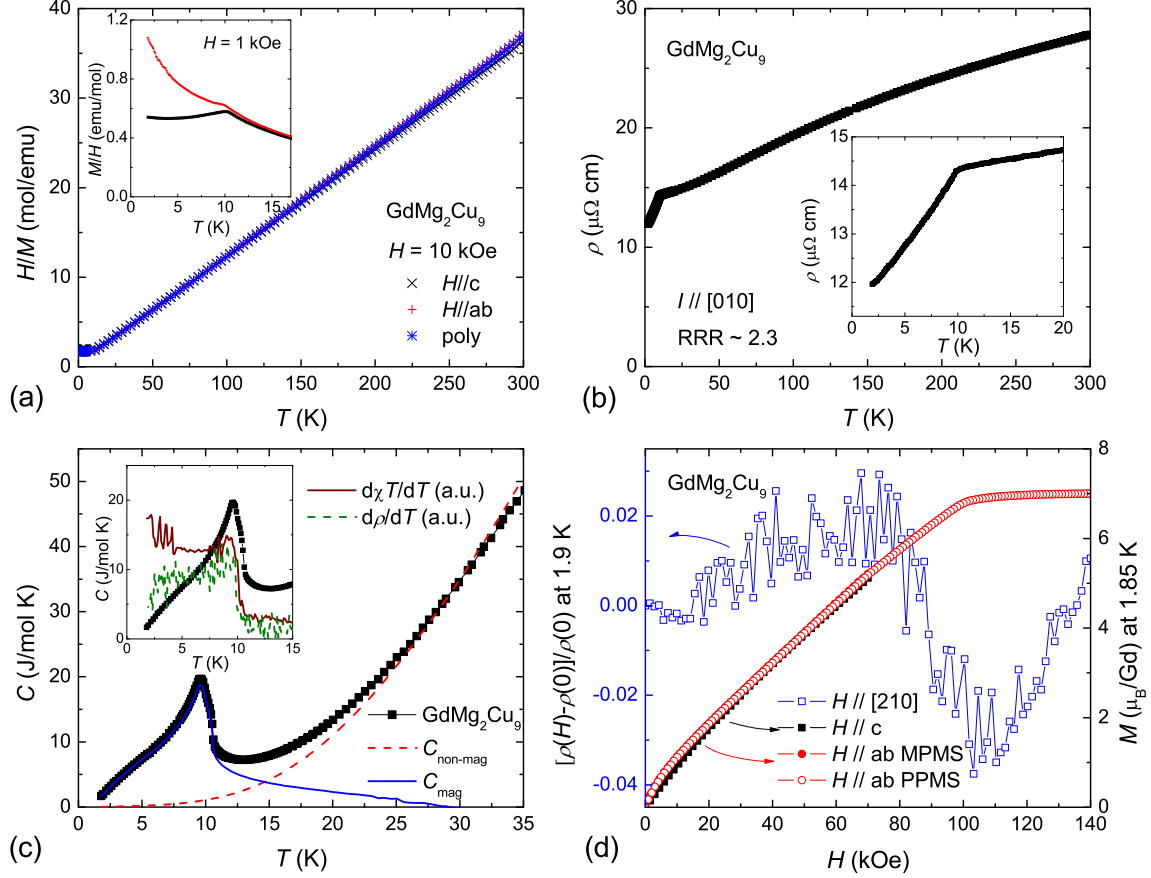 (a)
H/M (mol/emu)
40
30
20
10
0
0 50 100 150 200 250 300
T (K)
M/H (emu/mol)
1.2
0.8
0.4
0.0
0 5 10 15
T (K)
H = 1 kOe
GdMg2Cu9
H = 10 kOe
H//c
H//ab
poly
(b)
ρ (μΩ cm)
30
25
20
15
10
5
0
0 50 100 150 200 250 300
T (K)
GdMg2Cu9
I // [010]
RRR ~ 2.3
ρ (μΩ cm)
15
14
13
12
0 5 10 15 20
T (K)
(c)
C (J/mol K)
50
40
30
20
10
0
0 5 10 15 20 25 30 35
T (K)
C (J/mol K)
20
10
0
0 5 10 15
T (K)
dχT/dT (a.u.)
dρ/dT (a.u.)
GdMg2Cu9
Cnon-mag
Cmag
(d)
[ρ(H)-ρ(0)]/ρ(0) at 1.9 K
0.02
0.00
-0.02
-0.04
GdMg2Cu9
H // [210]
H // c
H // ab MPMS
H // ab PPMS
8
6
4
2
0
M (μB/Gd) at 1.85 K
0 20 40 60 80 100 120 140
H (kOe)